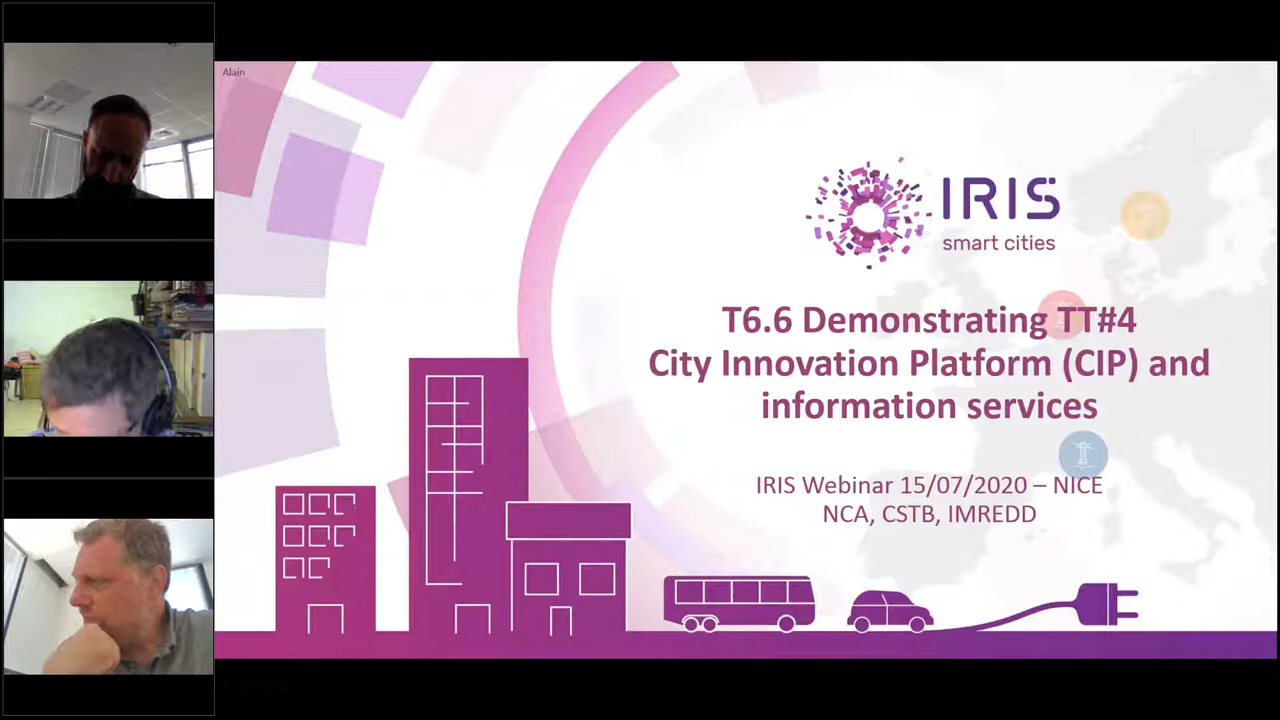 Alain
IRIS
smart cities
T6.6 Demonstrating TT#4
City Innovation Platform (CIP) and
information services
IRIS Webinar 15/07/2020 – NICE
NCA, CSTB, IMREDD